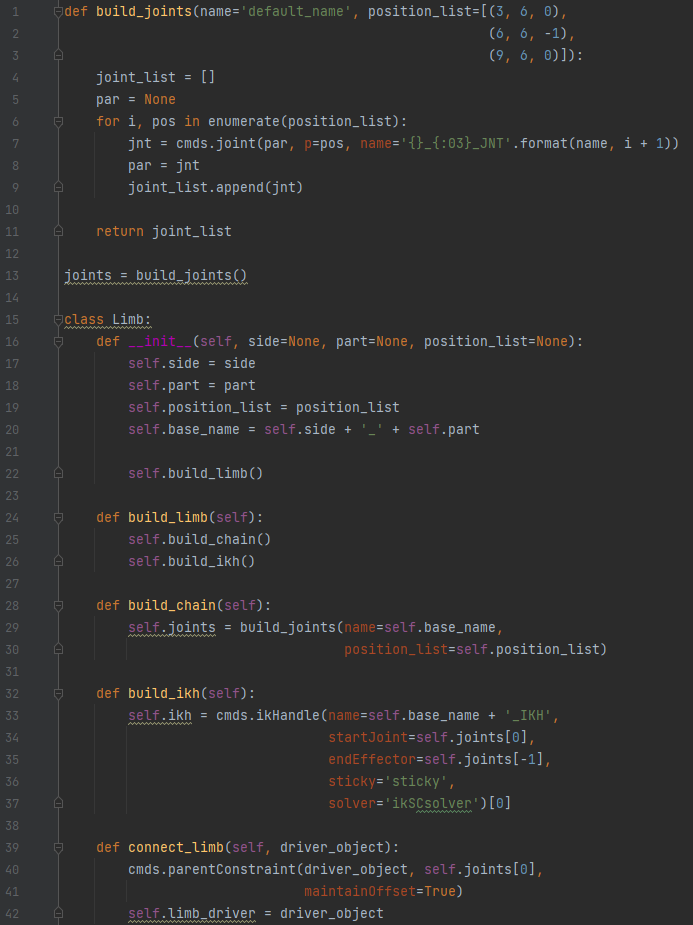 1 def build_joints(name='default_name', position_list=[(3, 6, 0),
2 (6, 6, -1),
3 (9, 6, 0)]):
4 joint_list = []
5 par = None
6 for i, pos in enumerate(position_list):
7 jnt = cmds.joint(par, p=pos, name='{}_{:03}_JNT'.format(name, i + 1))
8 par = jnt
9 joint_list.append(jnt)
10
11 return joint_list
12
13 joints = build_joints()
14
15 class Limb:
16 def __init__(self, side=None, part=None, position_list=None):
17 self.side = side
18 self.part = part
19 self.position_list = position_list
20 self.base_name = self.side + '_' + self.part
21
22 self.build_limb()
23
24 def build_limb(self):
25 self.build_chain()
26 self.build_ikh()
27
28 def build_chain(self):
29 self.joints = build_joints(name=self.base_name,
30 position_list=self.position_list)
31
32 def build_ikh(self):
33 self.ikh = cmds.ikHandle(name=self.base_name + '_IKH',
34 startJoint=self.joints[0],
35 endEffector=self.joints[-1],
36 sticky='sticky',
37 solver='ikSCsolver')[0]
38
39 def connect_limb(self, driver_object):
40 cmds.parentConstraint(driver_object, self.joints[0],
41 maintainOffset=True)
42 self.limb_driver = driver_object